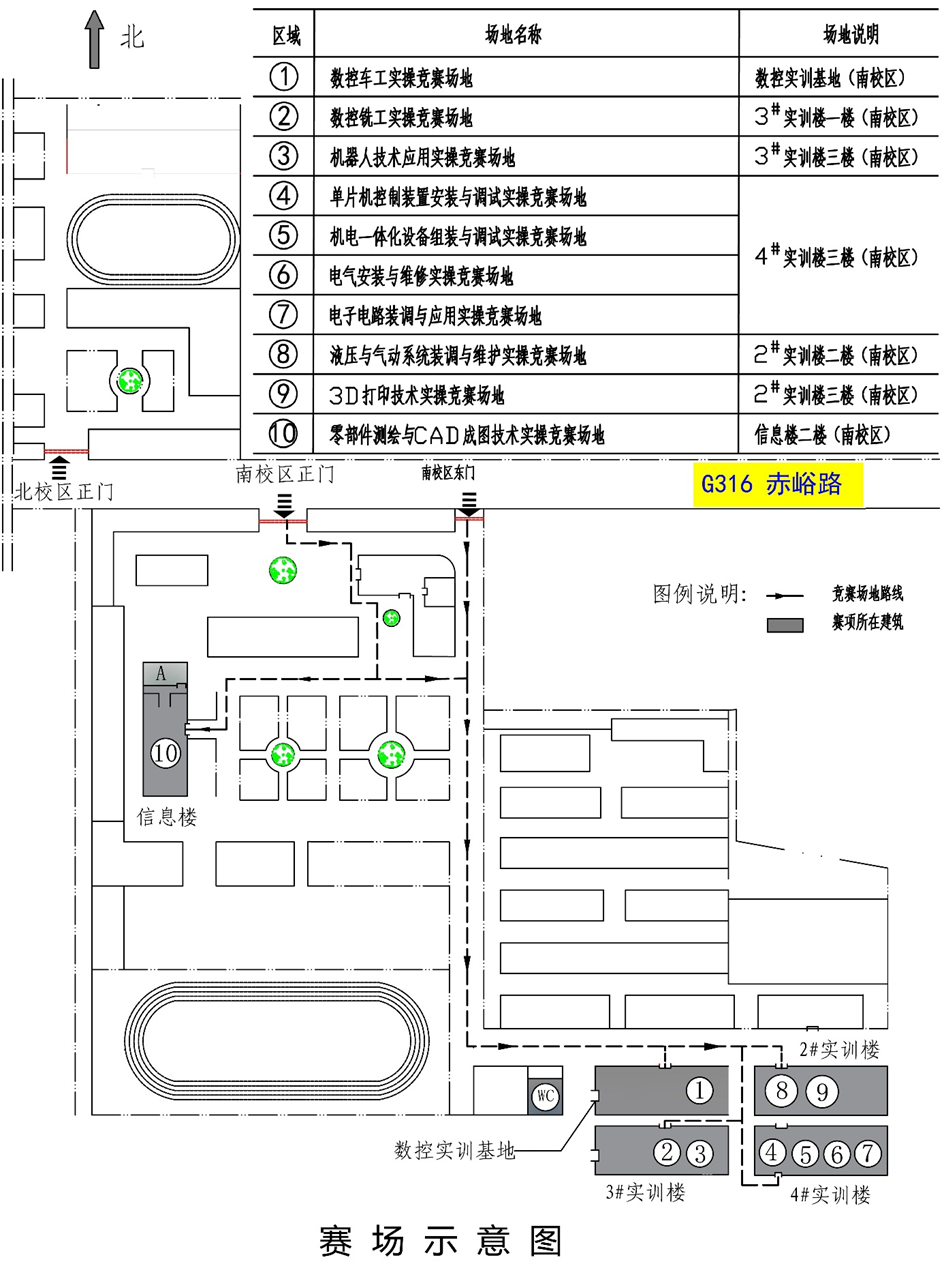 北
区域 场地名称 场地说明
① 数控车工实操竞赛场地 数控实训基地(南校区)
② 数控铣工实操竞赛场地 3#实训楼一楼(南校区)
③ 机器人技术应用实操竞赛场地 3#实训楼三楼(南校区)
④ 单片机控制装置安装与调试实操竞赛场地
⑤ 机电一体化设备组装与调试实操竞赛场地
4#实训楼三楼(南校区)
⑥ 电气安装与维修实操竞赛场地
⑦ 电子电路装调与应用实操竞赛场地
⑧ 液压与气动系统装调与维护实操竞赛场地 2#实训楼二楼(南校区)
⑨ 3D打印技术实操竞赛场地 2#实训楼三楼(南校区)
⑩ 零部件测绘与CAD成图技术实操竞赛场地 信息楼二楼(南校区)
北校区正门
南校区正门
南校区东门
G316 赤峪路
图例说明:
竞赛场地路线
赛项所在建筑
A
⑩
信息楼
2#实训楼
WC
①
⑧ ⑨
数控实训基地
② ③
④ ⑤ ⑥ ⑦
3#实训楼
4#实训楼
赛场示意图